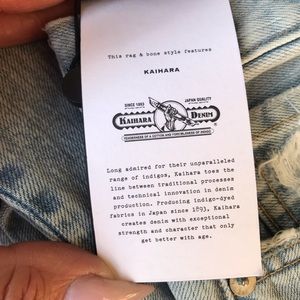 This rag & bone style features
KAIHARA
SINCE 1893
JAPAN QUALITY
KAIHARA DENIM
Long admired for their unparalleled
range of indigos, Kaihara toes the
line between traditional processes
and technical innovation in denim
production. Producing indigo-dyed
fabrics in Japan since 1893, Kaihara
creates denim with exceptional
strength and character that only
get better with age.